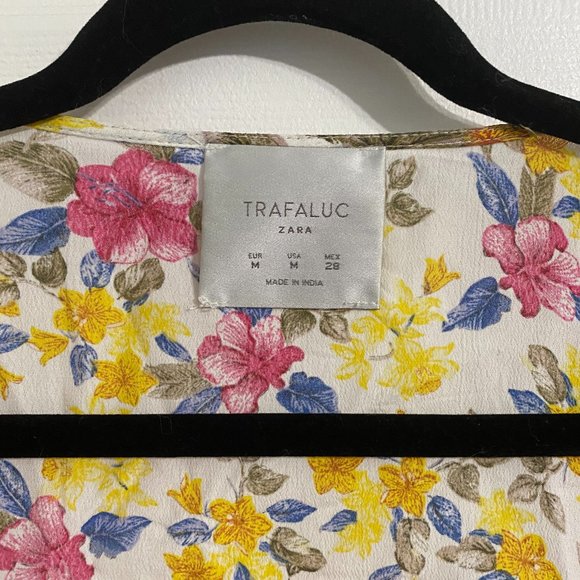 TRAFALUC
ZARA
EUR USA MEX
M M 28
MADE IN INDIA